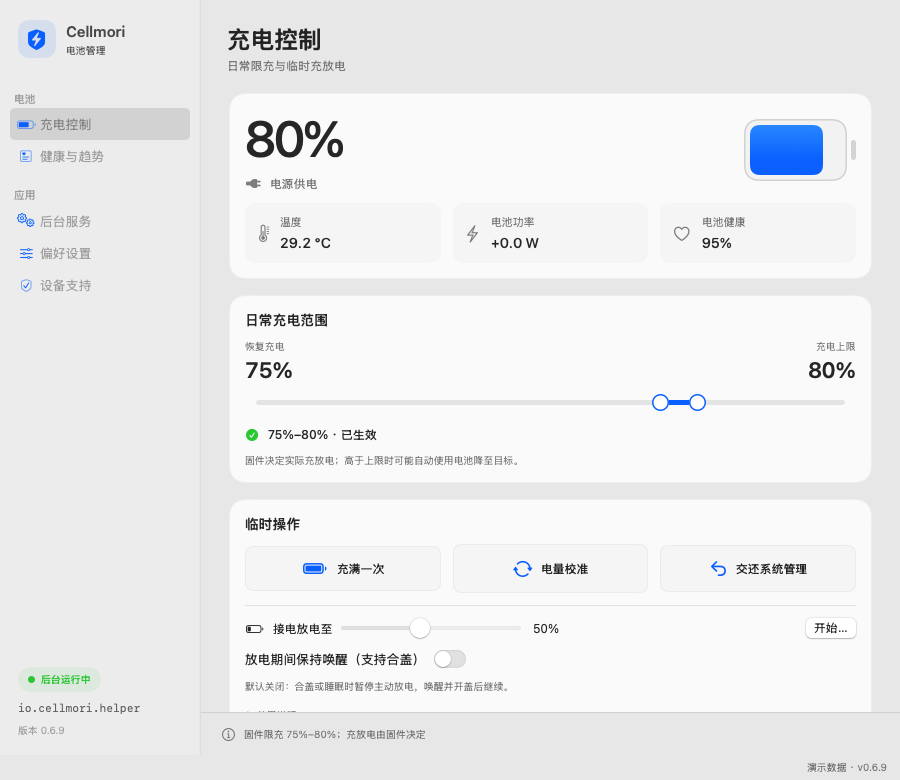 Cellmori
电池管理
电池
充电控制
健康与趋势
应用
后台服务
偏好设置
设备支持
后台运行中
io.cellmori.helper
版本 0.6.9
充电控制
日常限充与临时充放电
80%
电源供电
温度
29.2 °C
电池功率
+0.0 W
电池健康
95%
日常充电范围
恢复充电
75%
充电上限
80%
75%–80% · 已生效
固件决定实际充放电；高于上限时可能自动使用电池降至目标。
临时操作
充满一次
电量校准
交还系统管理
接电放电至
50%
开始…
放电期间保持唤醒（支持合盖）
默认关闭：合盖或睡眠时暂停主动放电，唤醒并开盖后继续。
固件限充 75%–80%；充放电由固件决定
演示数据 · v0.6.9